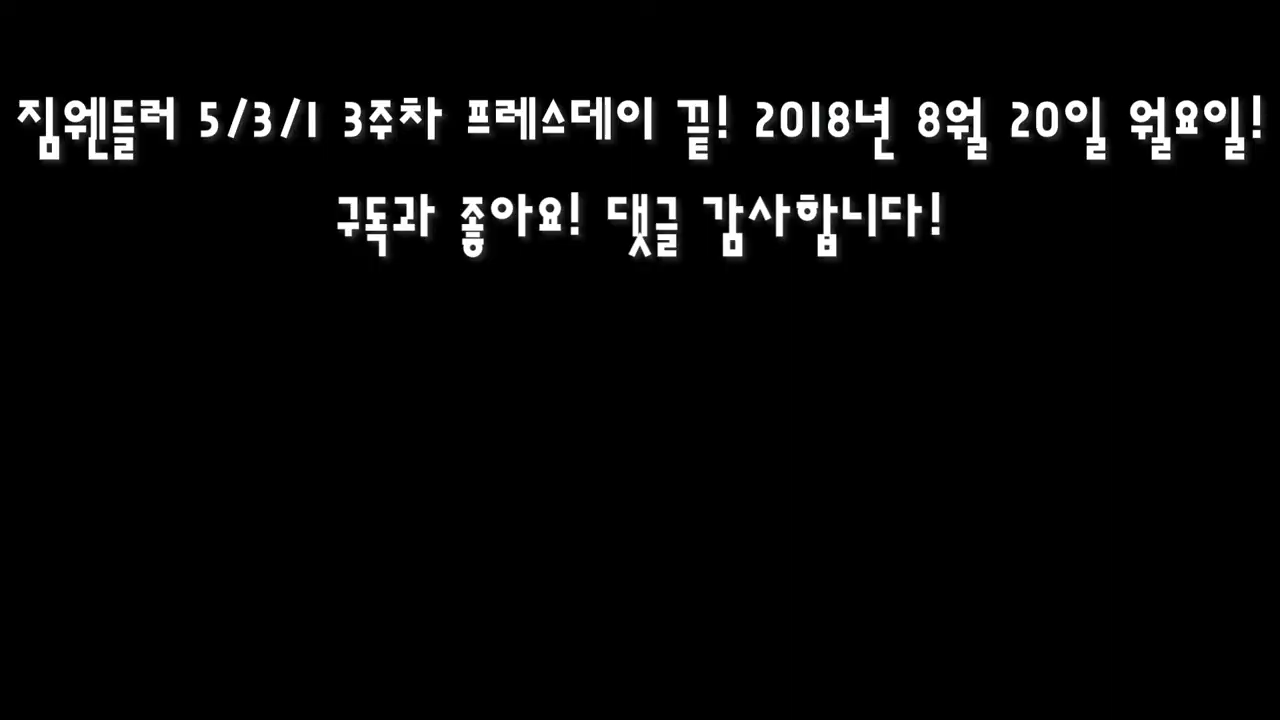 짐웬들러 5/3/1 3주차 프레스데이 끝! 2018년 8월 20일 월요일!
구독과 좋아요! 댓글 감사합니다!